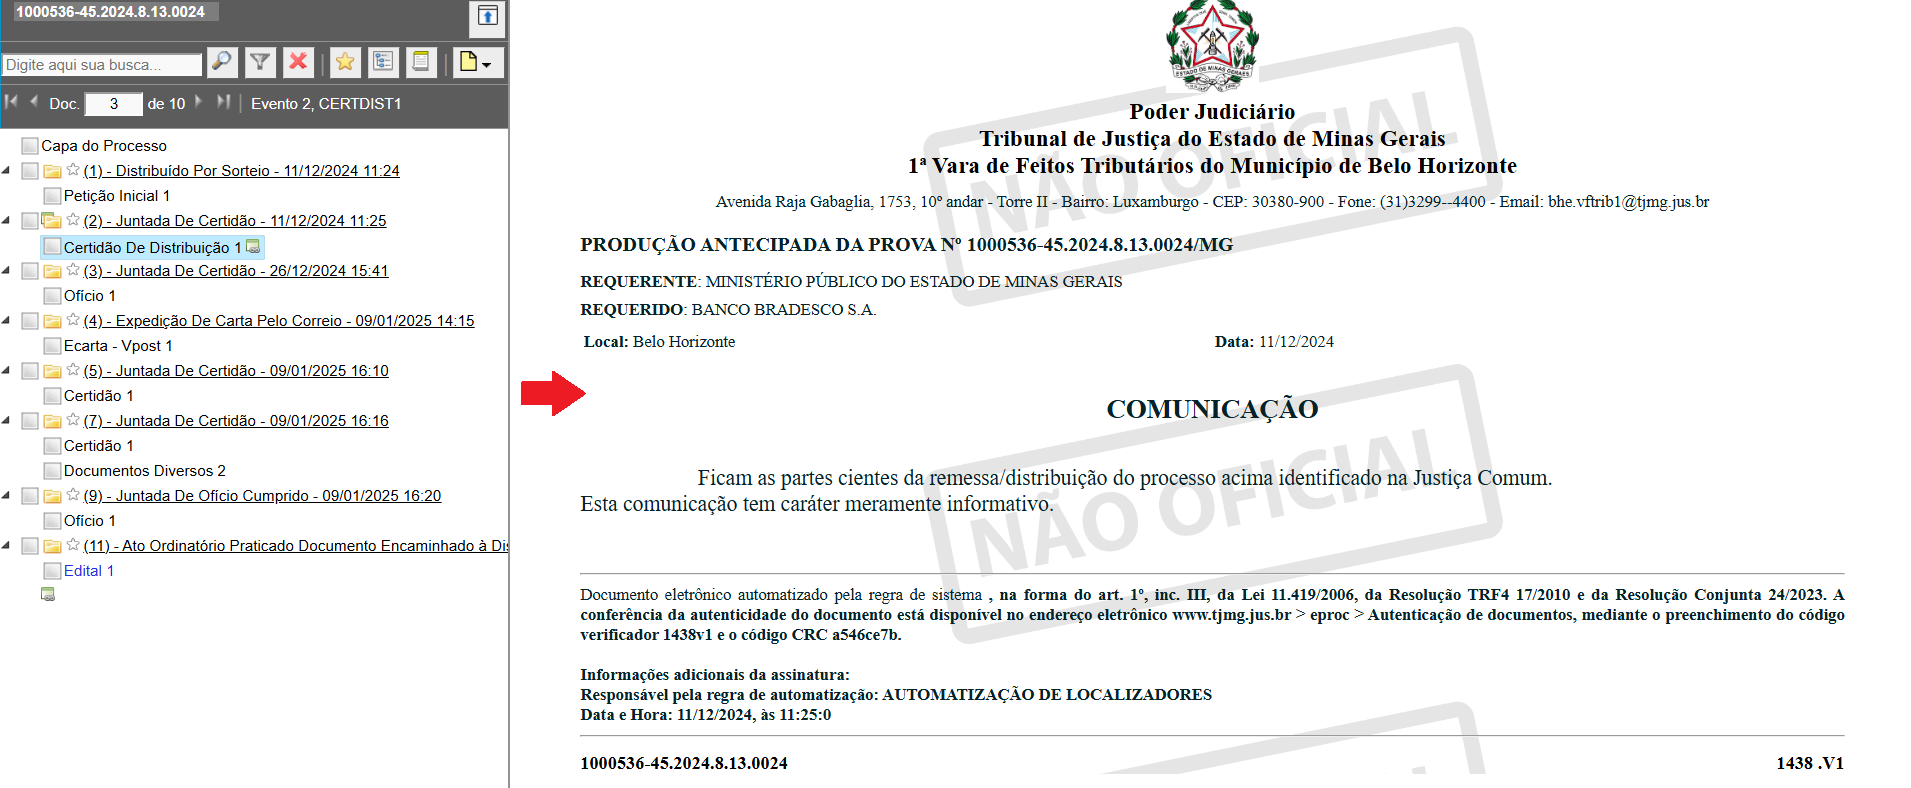 1000536-45.2024.8.13.0024
Digite aqui sua busca...
Doc. 3 de 10 Evento 2, CERTDIST1
Capa do Processo
(1) - Distribuído Por Sorteio - 11/12/2024 11:24
Petição Inicial 1
(2) - Juntada De Certidão - 11/12/2024 11:25
Certidão De Distribuição 1
(3) - Juntada De Certidão - 26/12/2024 15:41
Ofício 1
(4) - Expedição De Carta Pelo Correio - 09/01/2025 14:15
Ecarta - Vpost 1
(5) - Juntada De Certidão - 09/01/2025 16:10
Certidão 1
(7) - Juntada De Certidão - 09/01/2025 16:16
Certidão 1
Documentos Diversos 2
(9) - Juntada De Ofício Cumprido - 09/01/2025 16:20
Ofício 1
(11) - Ato Ordinatório Praticado Documento Encaminhado à Di
Edital 1
ESTADO DE MINAS GERAES
Poder Judiciário
Tribunal de Justiça do Estado de Minas Gerais
1ª Vara de Feitos Tributários do Município de Belo Horizonte
Avenida Raja Gabaglia, 1753, 10º andar - Torre II - Bairro: Luxamburgo - CEP: 30380-900 - Fone: (31)3299--4400 - Email: bhe.vftrib1@tjmg.jus.br
NÃO OFICIAL
PRODUÇÃO ANTECIPADA DA PROVA Nº 1000536-45.2024.8.13.0024/MG
REQUERENTE: MINISTÉRIO PÚBLICO DO ESTADO DE MINAS GERAIS
REQUERIDO: BANCO BRADESCO S.A.
Local: Belo Horizonte Data: 11/12/2024
COMUNICAÇÃO
Ficam as partes cientes da remessa/distribuição do processo acima identificado na Justiça Comum.
Esta comunicação tem caráter meramente informativo.
NÃO OFICIAL
Documento eletrônico automatizado pela regra de sistema , na forma do art. 1º, inc. III, da Lei 11.419/2006, da Resolução TRF4 17/2010 e da Resolução Conjunta 24/2023. A
conferência da autenticidade do documento está disponível no endereço eletrônico www.tjmg.jus.br > eproc > Autenticação de documentos, mediante o preenchimento do código
verificador 1438v1 e o código CRC a546ce7b.
Informações adicionais da assinatura:
Responsável pela regra de automatização: AUTOMATIZAÇÃO DE LOCALIZADORES
Data e Hora: 11/12/2024, às 11:25:0
1000536-45.2024.8.13.0024 1438 .V1